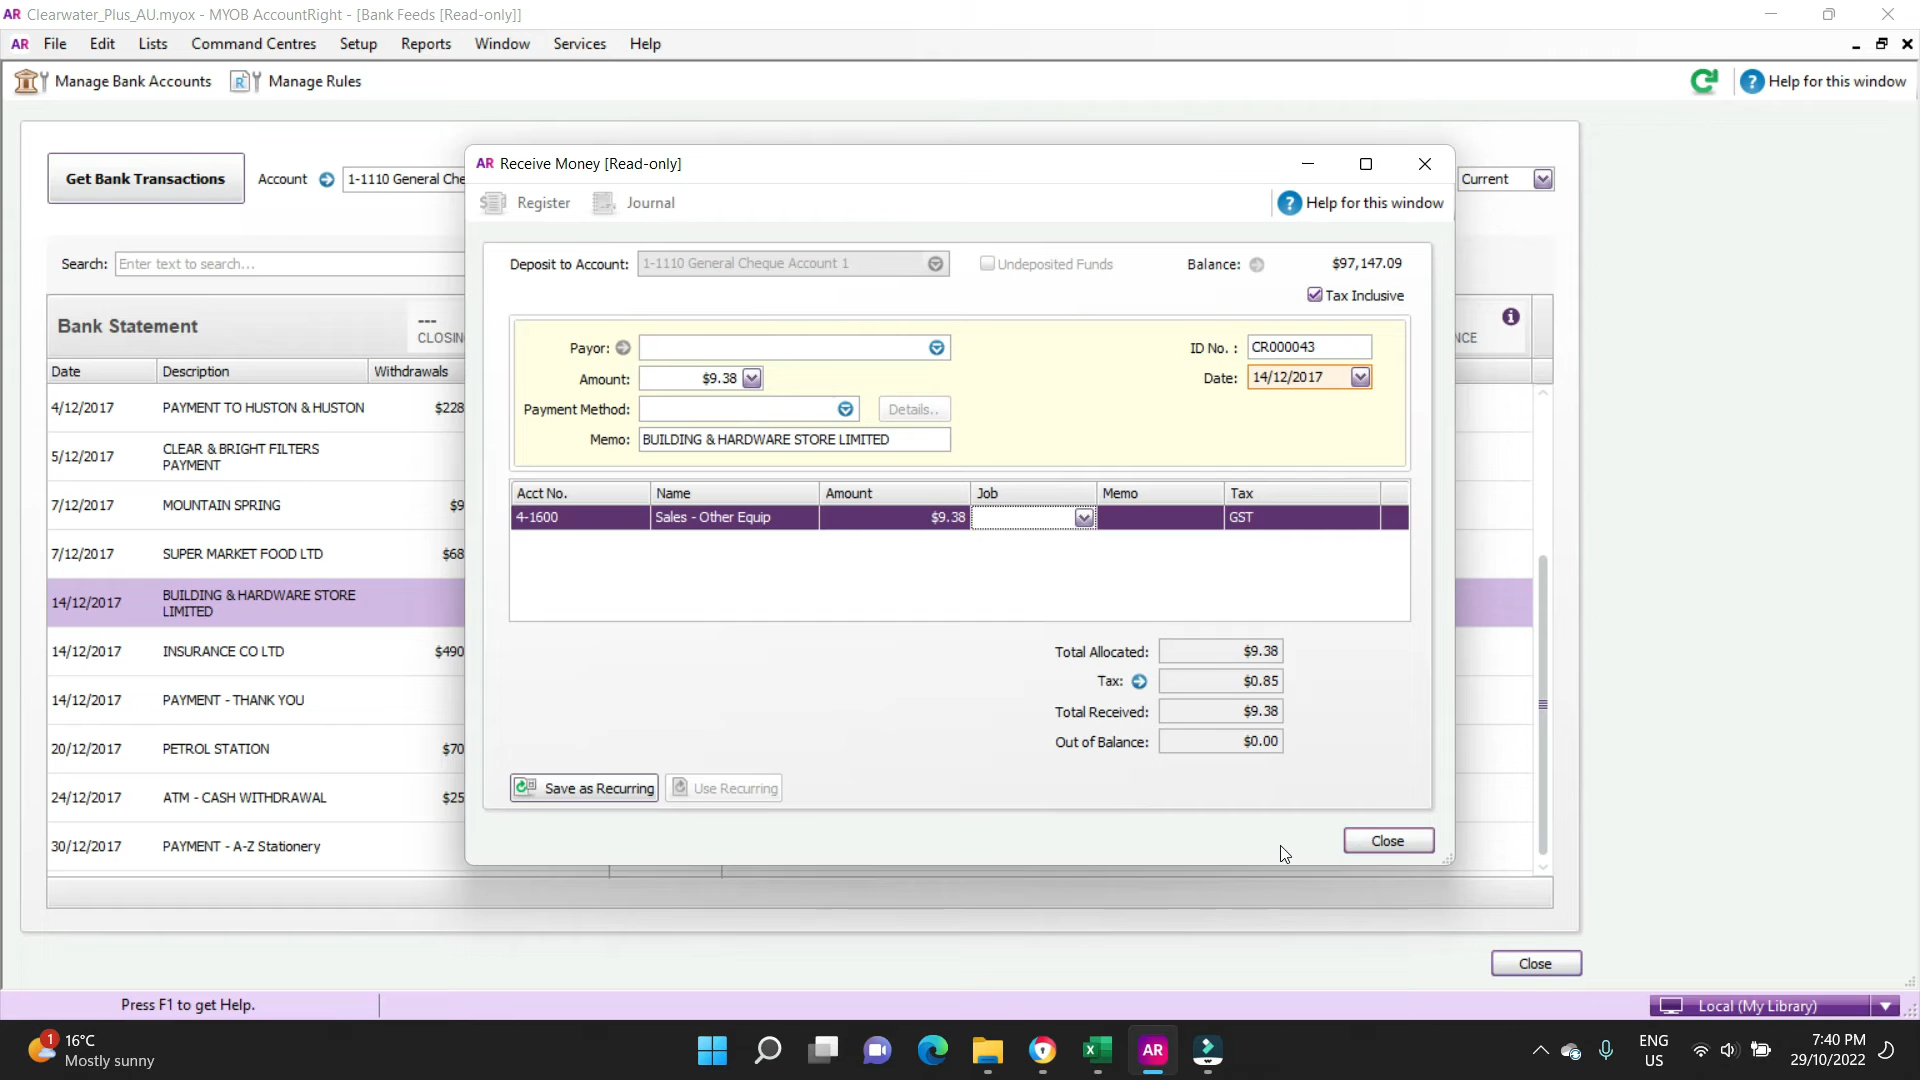 AR Clearwater_Plus_AU.myox - MYOB AccountRight - [Bank Feeds [Read-only]]
AR File Edit Lists Command Centres Setup Reports Window Services Help
Manage Bank Accounts Manage Rules Help for this window
Get Bank Transactions Account 1-1110 General Che Current
Search: Enter text to search...
Bank Statement --- CLOSIN NCE
Date Description Withdrawals
4/12/2017 PAYMENT TO HUSTON & HUSTON $228
5/12/2017 CLEAR & BRIGHT FILTERS
PAYMENT
7/12/2017 MOUNTAIN SPRING $9
7/12/2017 SUPER MARKET FOOD LTD $68
14/12/2017 BUILDING & HARDWARE STORE
LIMITED
14/12/2017 INSURANCE CO LTD $490
14/12/2017 PAYMENT - THANK YOU
20/12/2017 PETROL STATION $70
24/12/2017 ATM - CASH WITHDRAWAL $25
30/12/2017 PAYMENT - A-Z Stationery
AR Receive Money [Read-only]
Register Journal Help for this window
Deposit to Account: 1-1110 General Cheque Account 1 Undeposited Funds Balance: $97,147.09
Tax Inclusive
Payor: ID No. : CR000043
Amount: $9.38 Date: 14/12/2017
Payment Method: Details..
Memo: BUILDING & HARDWARE STORE LIMITED
Acct No. Name Amount Job Memo Tax
4-1600 Sales - Other Equip $9.38 GST
Total Allocated: $9.38
Tax: $0.85
Total Received: $9.38
Out of Balance: $0.00
Save as Recurring Use Recurring
Close
Close
Press F1 to get Help. Local (My Library)
1 16°C
Mostly sunny
AR
ENG
US
7:40 PM
29/10/2022